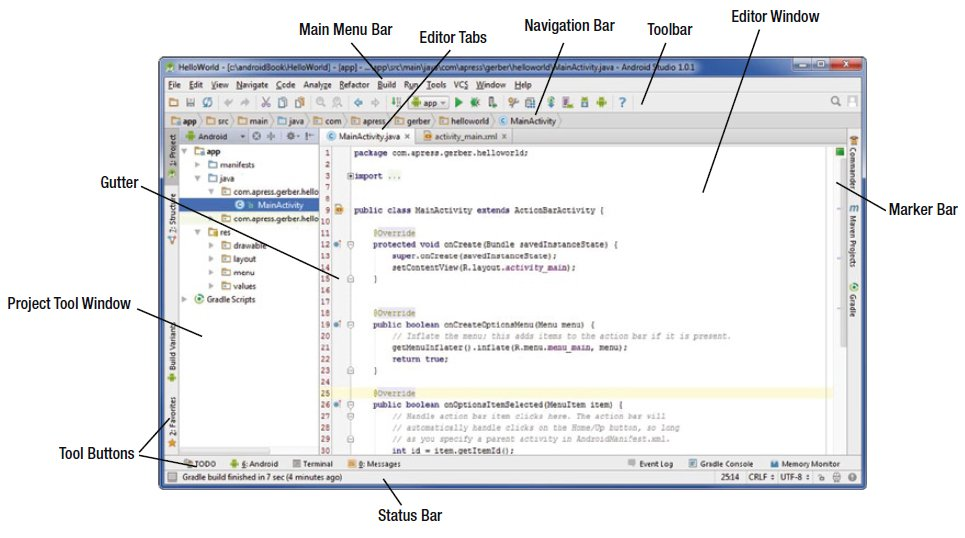 Main Menu Bar
Editor Tabs
Navigation Bar
Toolbar
Editor Window
HelloWorld - [c:\androidBook\HelloWorld] - [app] - ...app\src\main\java\com\apress\gerber\helloworld\MainActivity.java - Android Studio 1.0.1
File Edit View Navigate Code Analyze Refactor Build Run Tools VCS Window Help
app
app src main java com apress gerber helloworld MainActivity
Android
MainActivity.java activity_main.xml
1: Project
7: Structure
Build Variants
2: Favorites
app
manifests
java
com.apress.gerber.hello
MainActivity
com.apress.gerber.hello
res
drawable
layout
menu
values
Gradle Scripts
1 package com.apress.gerber.helloworld;
2
3 import ...
7
8
9 public class MainActivity extends ActionBarActivity {
10
11 @Override
12 protected void onCreate(Bundle savedInstanceState) {
13 super.onCreate(savedInstanceState);
14 setContentView(R.layout.activity_main);
15 }
16
17
18 @Override
19 public boolean onCreateOptionsMenu(Menu menu) {
20 // Inflate the menu; this adds items to the action bar if it is present.
21 getMenuInflater().inflate(R.menu.menu_main, menu);
22 return true;
23 }
24
25 @Override
26 public boolean onOptionsItemSelected(MenuItem item) {
27 // Handle action bar item clicks here. The action bar will
28 // automatically handle clicks on the Home/Up button, so long
29 // as you specify a parent activity in AndroidManifest.xml.
30 int id = item.getItemId();
Commander
Maven Projects
Gradle
TODO 6: Android Terminal 0: Messages Event Log Gradle Console Memory Monitor
Gradle build finished in 7 sec (4 minutes ago) 25:14 CRLF UTF-8
Gutter
Marker Bar
Project Tool Window
Tool Buttons
Status Bar